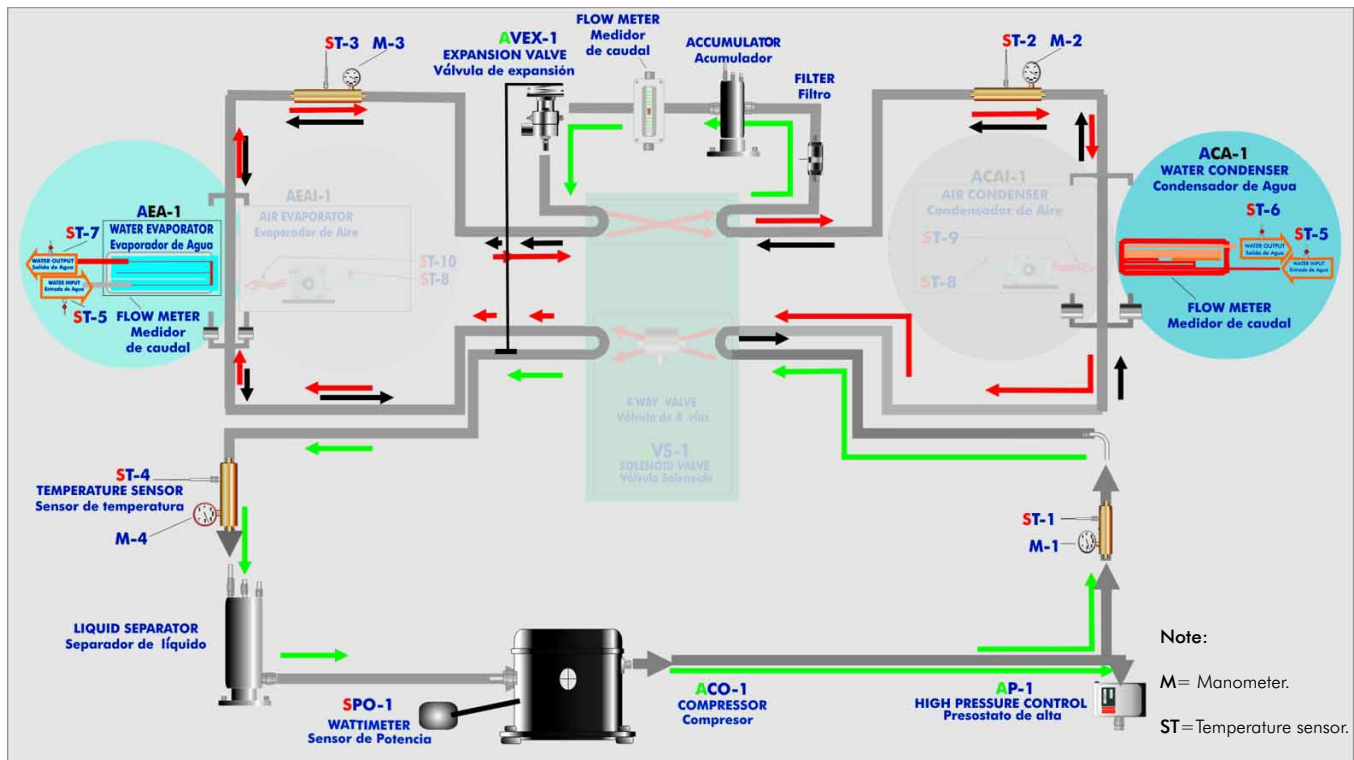 ST-3
M-3
AVEX-1
EXPANSION VALVE
Válvula de expansión
FLOW METER
Medidor
de caudal
ACCUMULATOR
Acumulador
FILTER
Filtro
ST-2
M-2
AEA-1
WATER EVAPORATOR
Evaporador de Agua
ST-7
WATER OUTPUT
Salida de Agua
WATER INPUT
Entrada de Agua
ST-5
FLOW METER
Medidor
de caudal
AEAI-1
AIR EVAPORATOR
Evaporador de Aire
ST-10
ST-8
ACAI-1
AIR CONDENSER
Condensador de Aire
ST-9
ST-8
ACA-1
WATER CONDENSER
Condensador de Agua
ST-6
WATER OUTPUT
Salida de Agua
ST-5
WATER INPUT
Entrada de Agua
FLOW METER
Medidor de caudal
4 WAY VALVE
Válvula de 4 vías
VS-1
SOLENOID VALVE
Válvula Solenoide
ST-4
TEMPERATURE SENSOR
Sensor de temperatura
M-4
ST-1
M-1
LIQUID SEPARATOR
Separador de líquido
SPO-1
WATTIMETER
Sensor de Potencia
ACO-1
COMPRESSOR
Compresor
AP-1
HIGH PRESSURE CONTROL
Presostato de alta
Note:
M= Manometer.
ST=Temperature sensor.